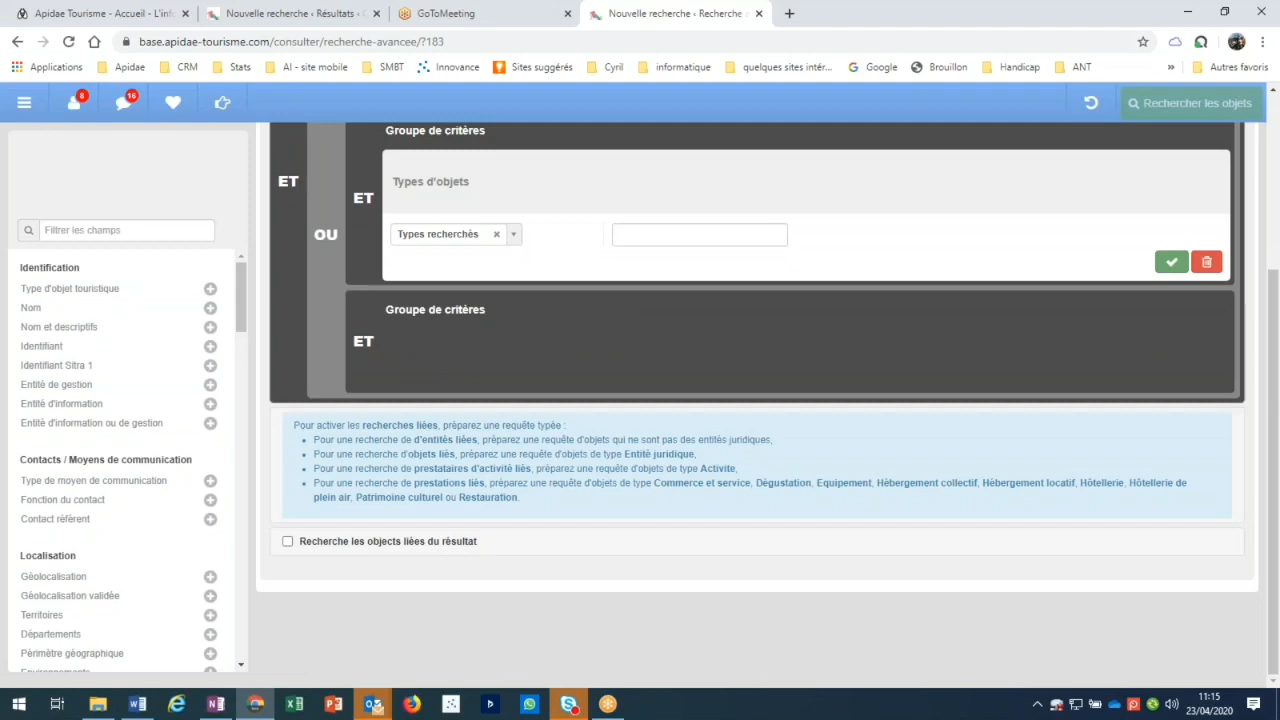 Apidae Tourisme - Accueil - L'inf
Nouvelle recherche ‹ Résultats ‹
GoToMeeting
Nouvelle recherche ‹ Recherche
base.apidae-tourisme.com/consulter/recherche-avancee/?183
Applications
Apidae
CRM
Stats
AI - site mobile
SMBT
Innovance
Sites suggérés
Cyril
informatique
quelques sites intér...
Google
Brouillon
Handicap
ANT
»
Autres favoris
8
16
Rechercher les objets
Groupe de critères
ET
ET
OU
Types d'objets
Types recherchés
Groupe de critères
ET
Filtrer les champs
Identification
Type d'objet touristique
Nom
Nom et descriptifs
Identifiant
Identifiant Sitra 1
Entité de gestion
Entité d'information
Entité d'information ou de gestion
Contacts / Moyens de communication
Type de moyen de communication
Fonction du contact
Contact référent
Localisation
Géolocalisation
Géolocalisation validée
Territoires
Départements
Périmètre géographique
Environnements
Pour activer les recherches liées, préparez une requête typée :
Pour une recherche de d'entités liées, préparez une requête d'objets qui ne sont pas des entités juridiques,
Pour une recherche d'objets liés, préparez une requête d'objets de type Entité juridique,
Pour une recherche de prestataires d'activité liés, préparez une requête d'objets de type Activite,
Pour une recherche de prestations liés, préparez une requête d'objets de type Commerce et service, Dégustation, Equipement, Hébergement collectif, Hébergement locatif, Hôtellerie, Hôtellerie de
plein air, Patrimoine culturel ou Restauration.
Recherche les objects liées du résultat
11:15
23/04/2020